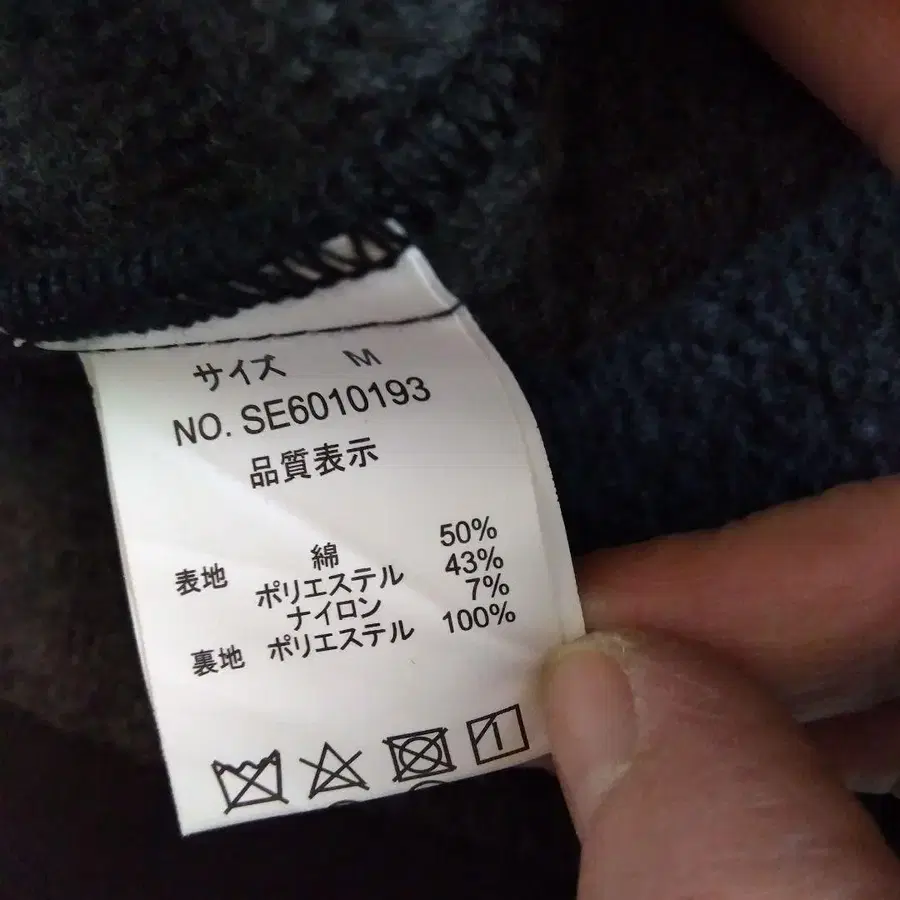 サイズ M
NO. SE6010193
品質表示
表地 綿 50%
ポリエステル 43%
ナイロン 7%
裏地 ポリエステル 100%